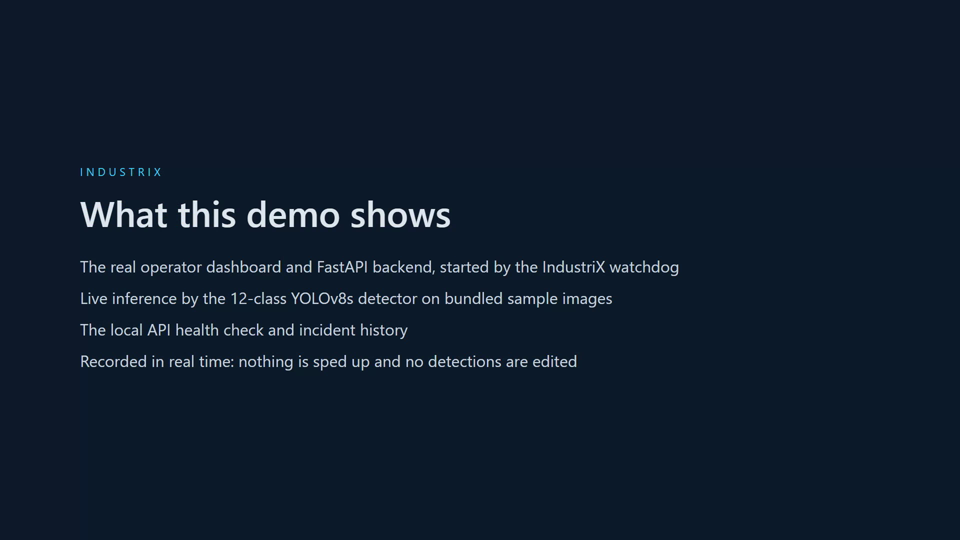 INDUSTRIX
What this demo shows
The real operator dashboard and FastAPI backend, started by the IndustriX watchdog
Live inference by the 12-class YOLOv8s detector on bundled sample images
The local API health check and incident history
Recorded in real time: nothing is sped up and no detections are edited